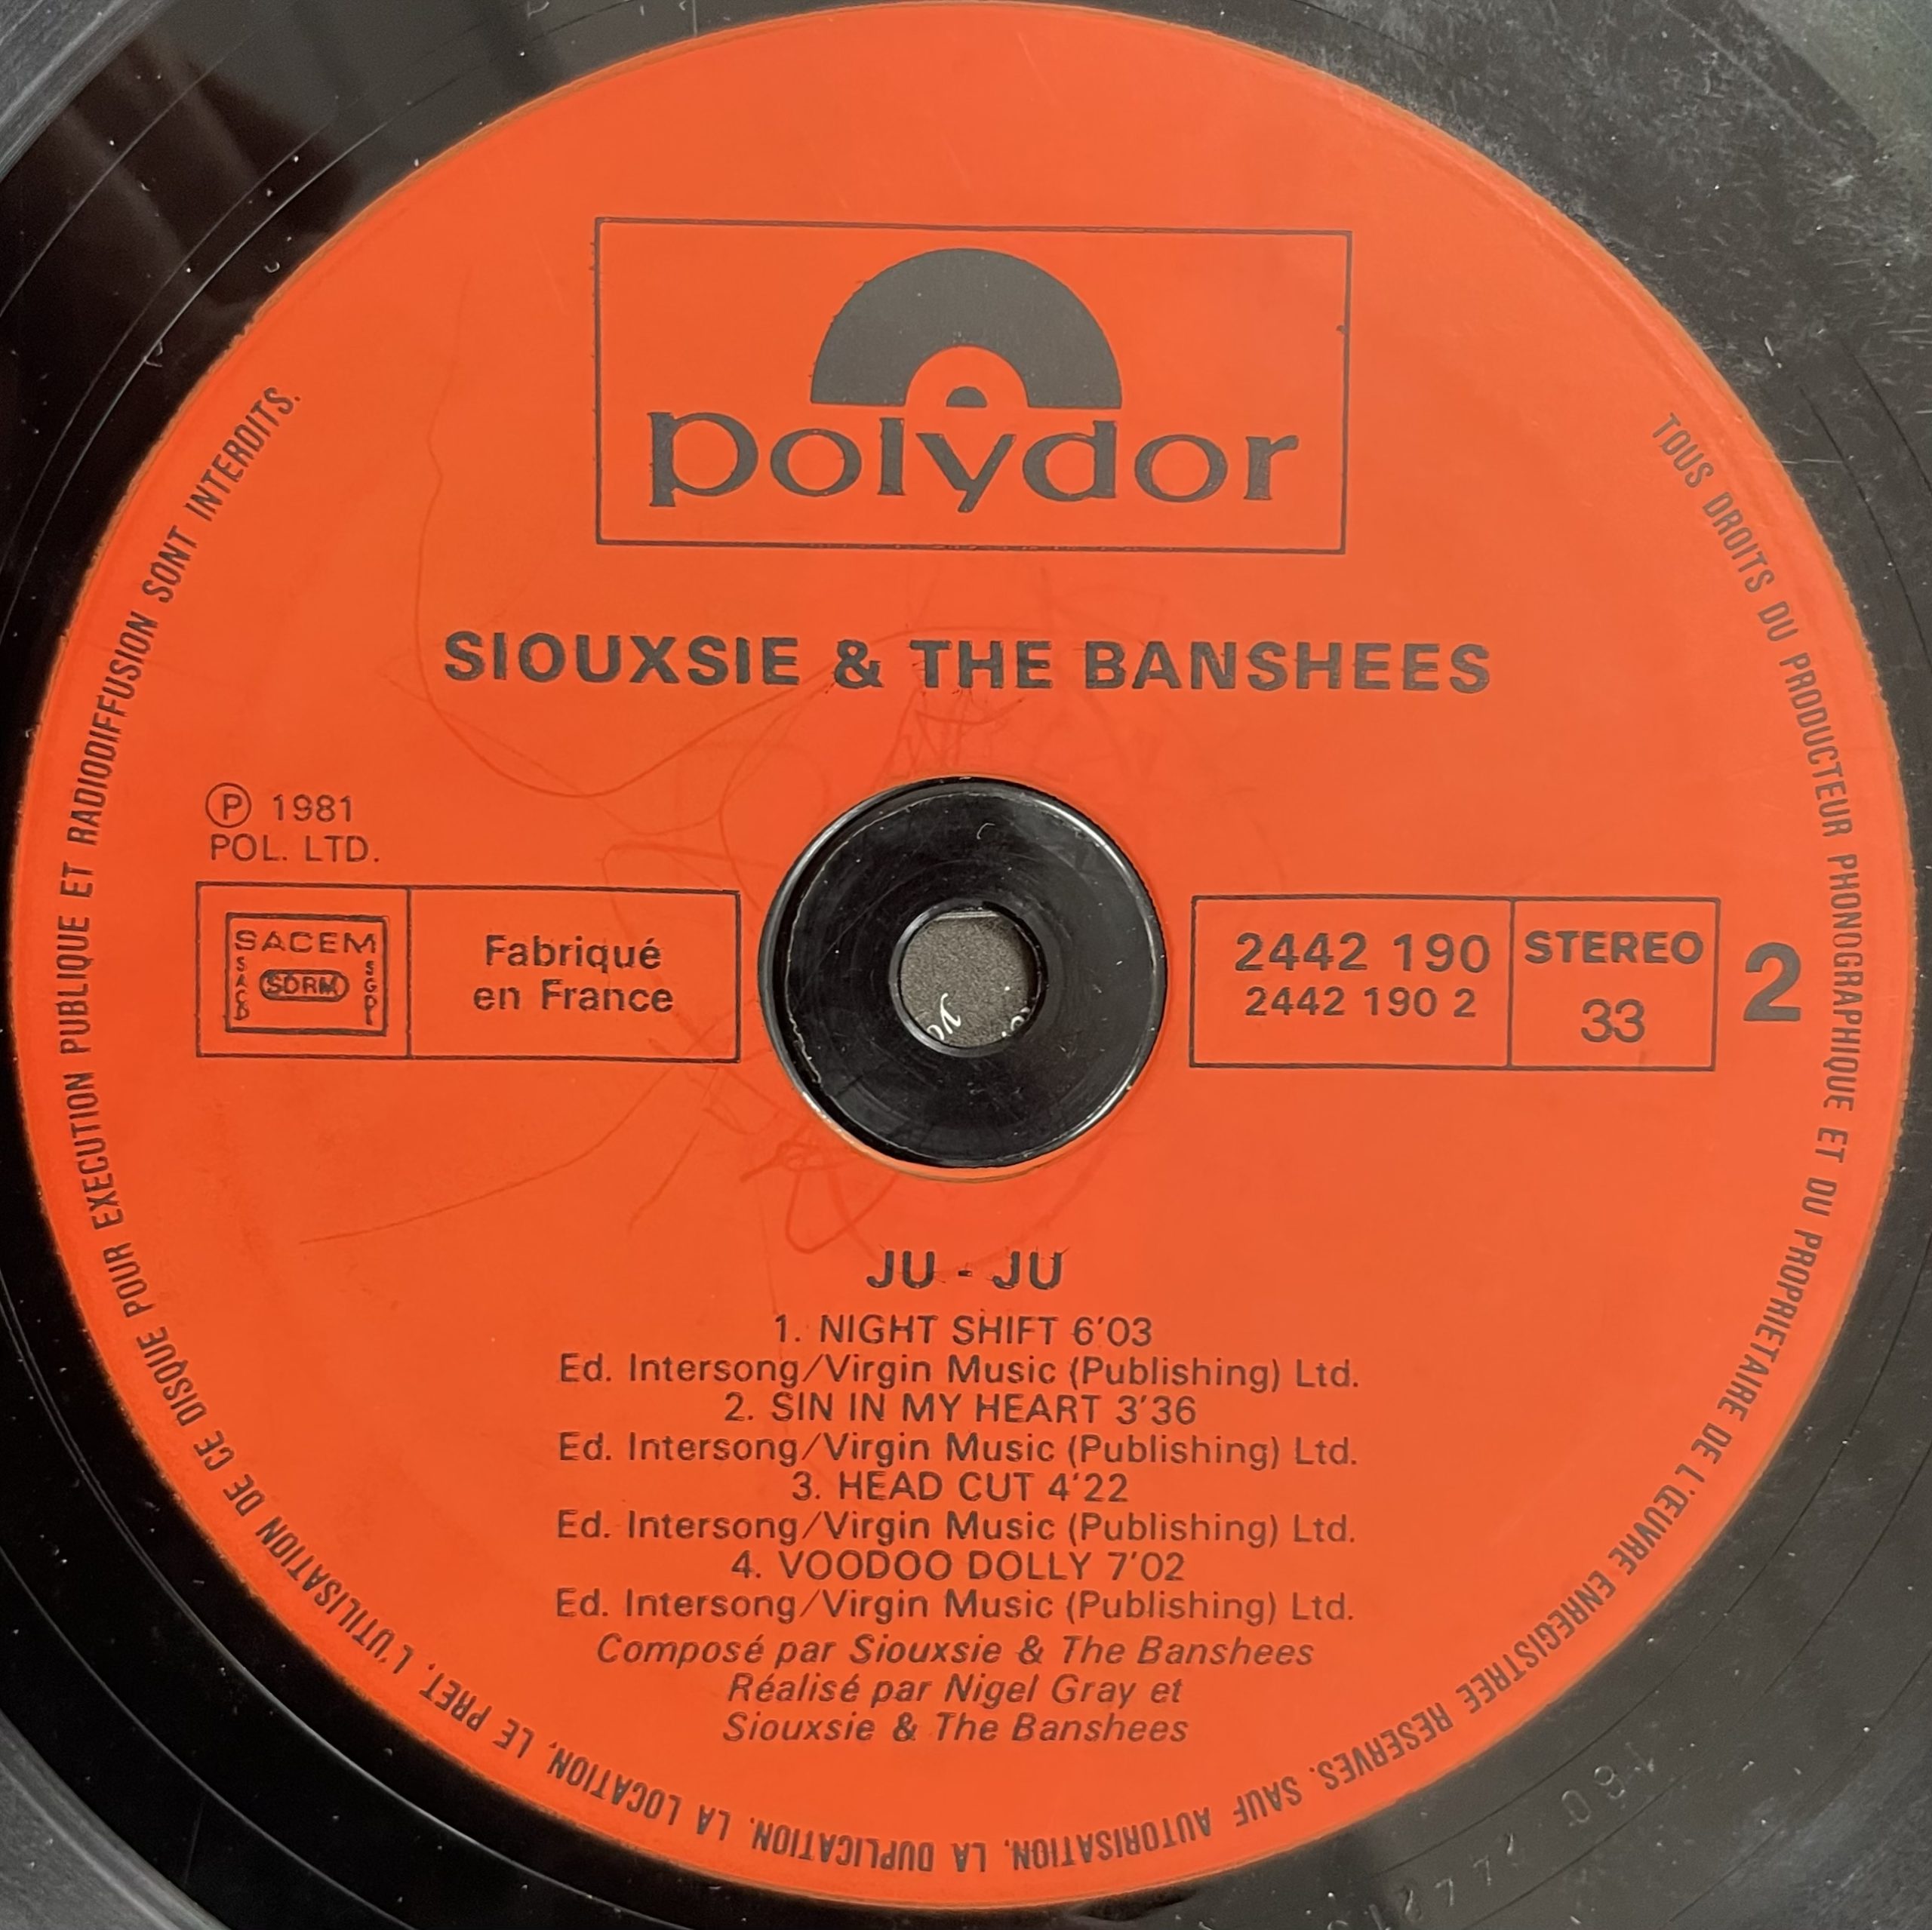 polydor
SIOUXSIE & THE BANSHEES
Ⓟ 1981
POL. LTD.
SACEM
SACD
SDRM
SGDL
Fabriqué
en France
2442 190
2442 190 2
STEREO
33
2
JU - JU
1. NIGHT SHIFT 6'03
Ed. Intersong/Virgin Music (Publishing) Ltd.
2. SIN IN MY HEART 3'36
Ed. Intersong/Virgin Music (Publishing) Ltd.
3. HEAD CUT 4'22
Ed. Intersong/Virgin Music (Publishing) Ltd.
4. VOODOO DOLLY 7'02
Ed. Intersong/Virgin Music (Publishing) Ltd.
Composé par Siouxsie & The Banshees
Réalisé par Nigel Gray et
Siouxsie & The Banshees
TOUS DROITS DU PRODUCTEUR PHONOGRAPHIQUE ET DU PROPRIETAIRE DE L'ŒUVRE ENREGISTREE RESERVES. SAUF AUTORISATION, LA DUPLICATION, LA LOCATION, LE PRET, L'UTILISATION DE CE DISQUE POUR EXECUTION PUBLIQUE ET RADIODIFFUSION SONT INTERDITS.